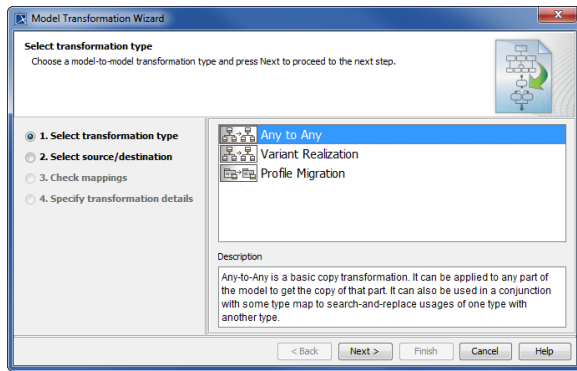 Model Transformation Wizard
Select transformation type
Choose a model-to-model transformation type and press Next to proceed to the next step.
1. Select transformation type
2. Select source/destination
3. Check mappings
4. Specify transformation details
Any to Any
Variant Realization
Profile Migration
Description
Any-to-Any is a basic copy transformation. It can be applied to any part of
the model to get the copy of that part. It can also be used in a conjunction
with some type map to search-and-replace usages of one type with
another type.
< Back Next > Finish Cancel Help